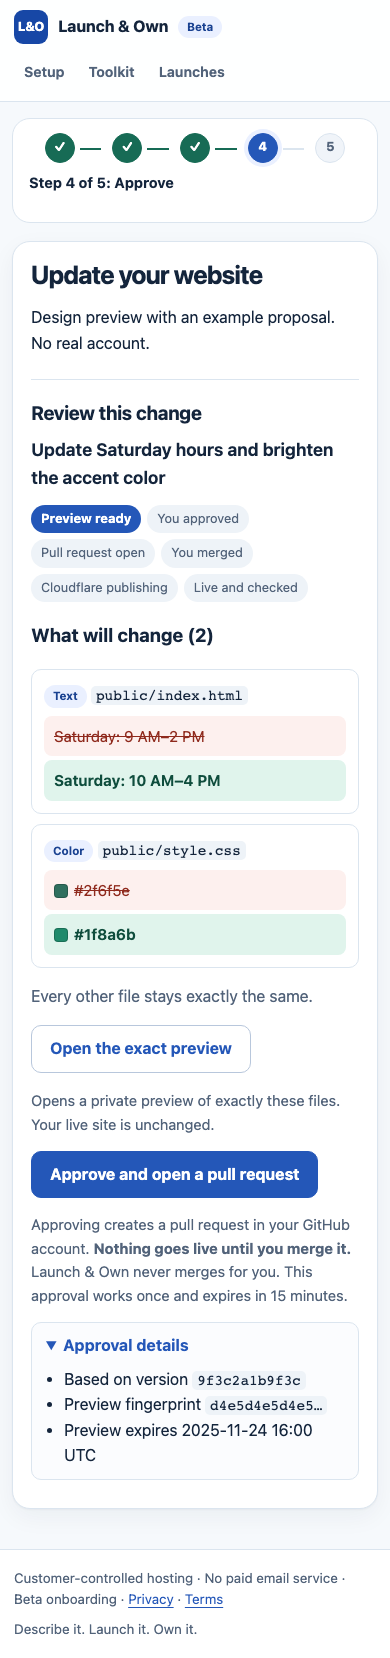 L&O Launch & Own Beta
Setup Toolkit Launches
4 5
Step 4 of 5: Approve
Update your website
Design preview with an example proposal.
No real account.
Review this change
Update Saturday hours and brighten
the accent color
Preview ready You approved
Pull request open You merged
Cloudflare publishing Live and checked
What will change (2)
Text public/index.html
Saturday: 9 AM–2 PM
Saturday: 10 AM–4 PM
Color public/style.css
#2f6f5e
#1f8a6b
Every other file stays exactly the same.
Open the exact preview
Opens a private preview of exactly these files.
Your live site is unchanged.
Approve and open a pull request
Approving creates a pull request in your GitHub
account. Nothing goes live until you merge it.
Launch & Own never merges for you. This
approval works once and expires in 15 minutes.
▼ Approval details
• Based on version 9f3c2a1b9f3c
• Preview fingerprint d4e5d4e5d4e5…
• Preview expires 2025-11-24 16:00
UTC
Customer-controlled hosting · No paid email service ·
Beta onboarding · Privacy · Terms
Describe it. Launch it. Own it.